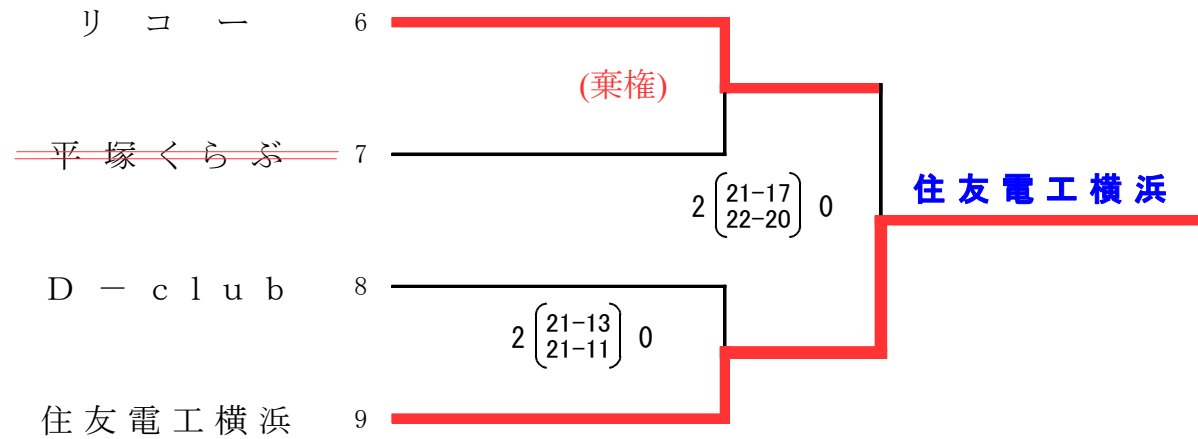 リコー 6
(棄権)
平塚くらぶ 7
2 21-17 0
22-20
住友電工横浜
D-club 8
2 21-13 0
21-11
住友電工横浜 9